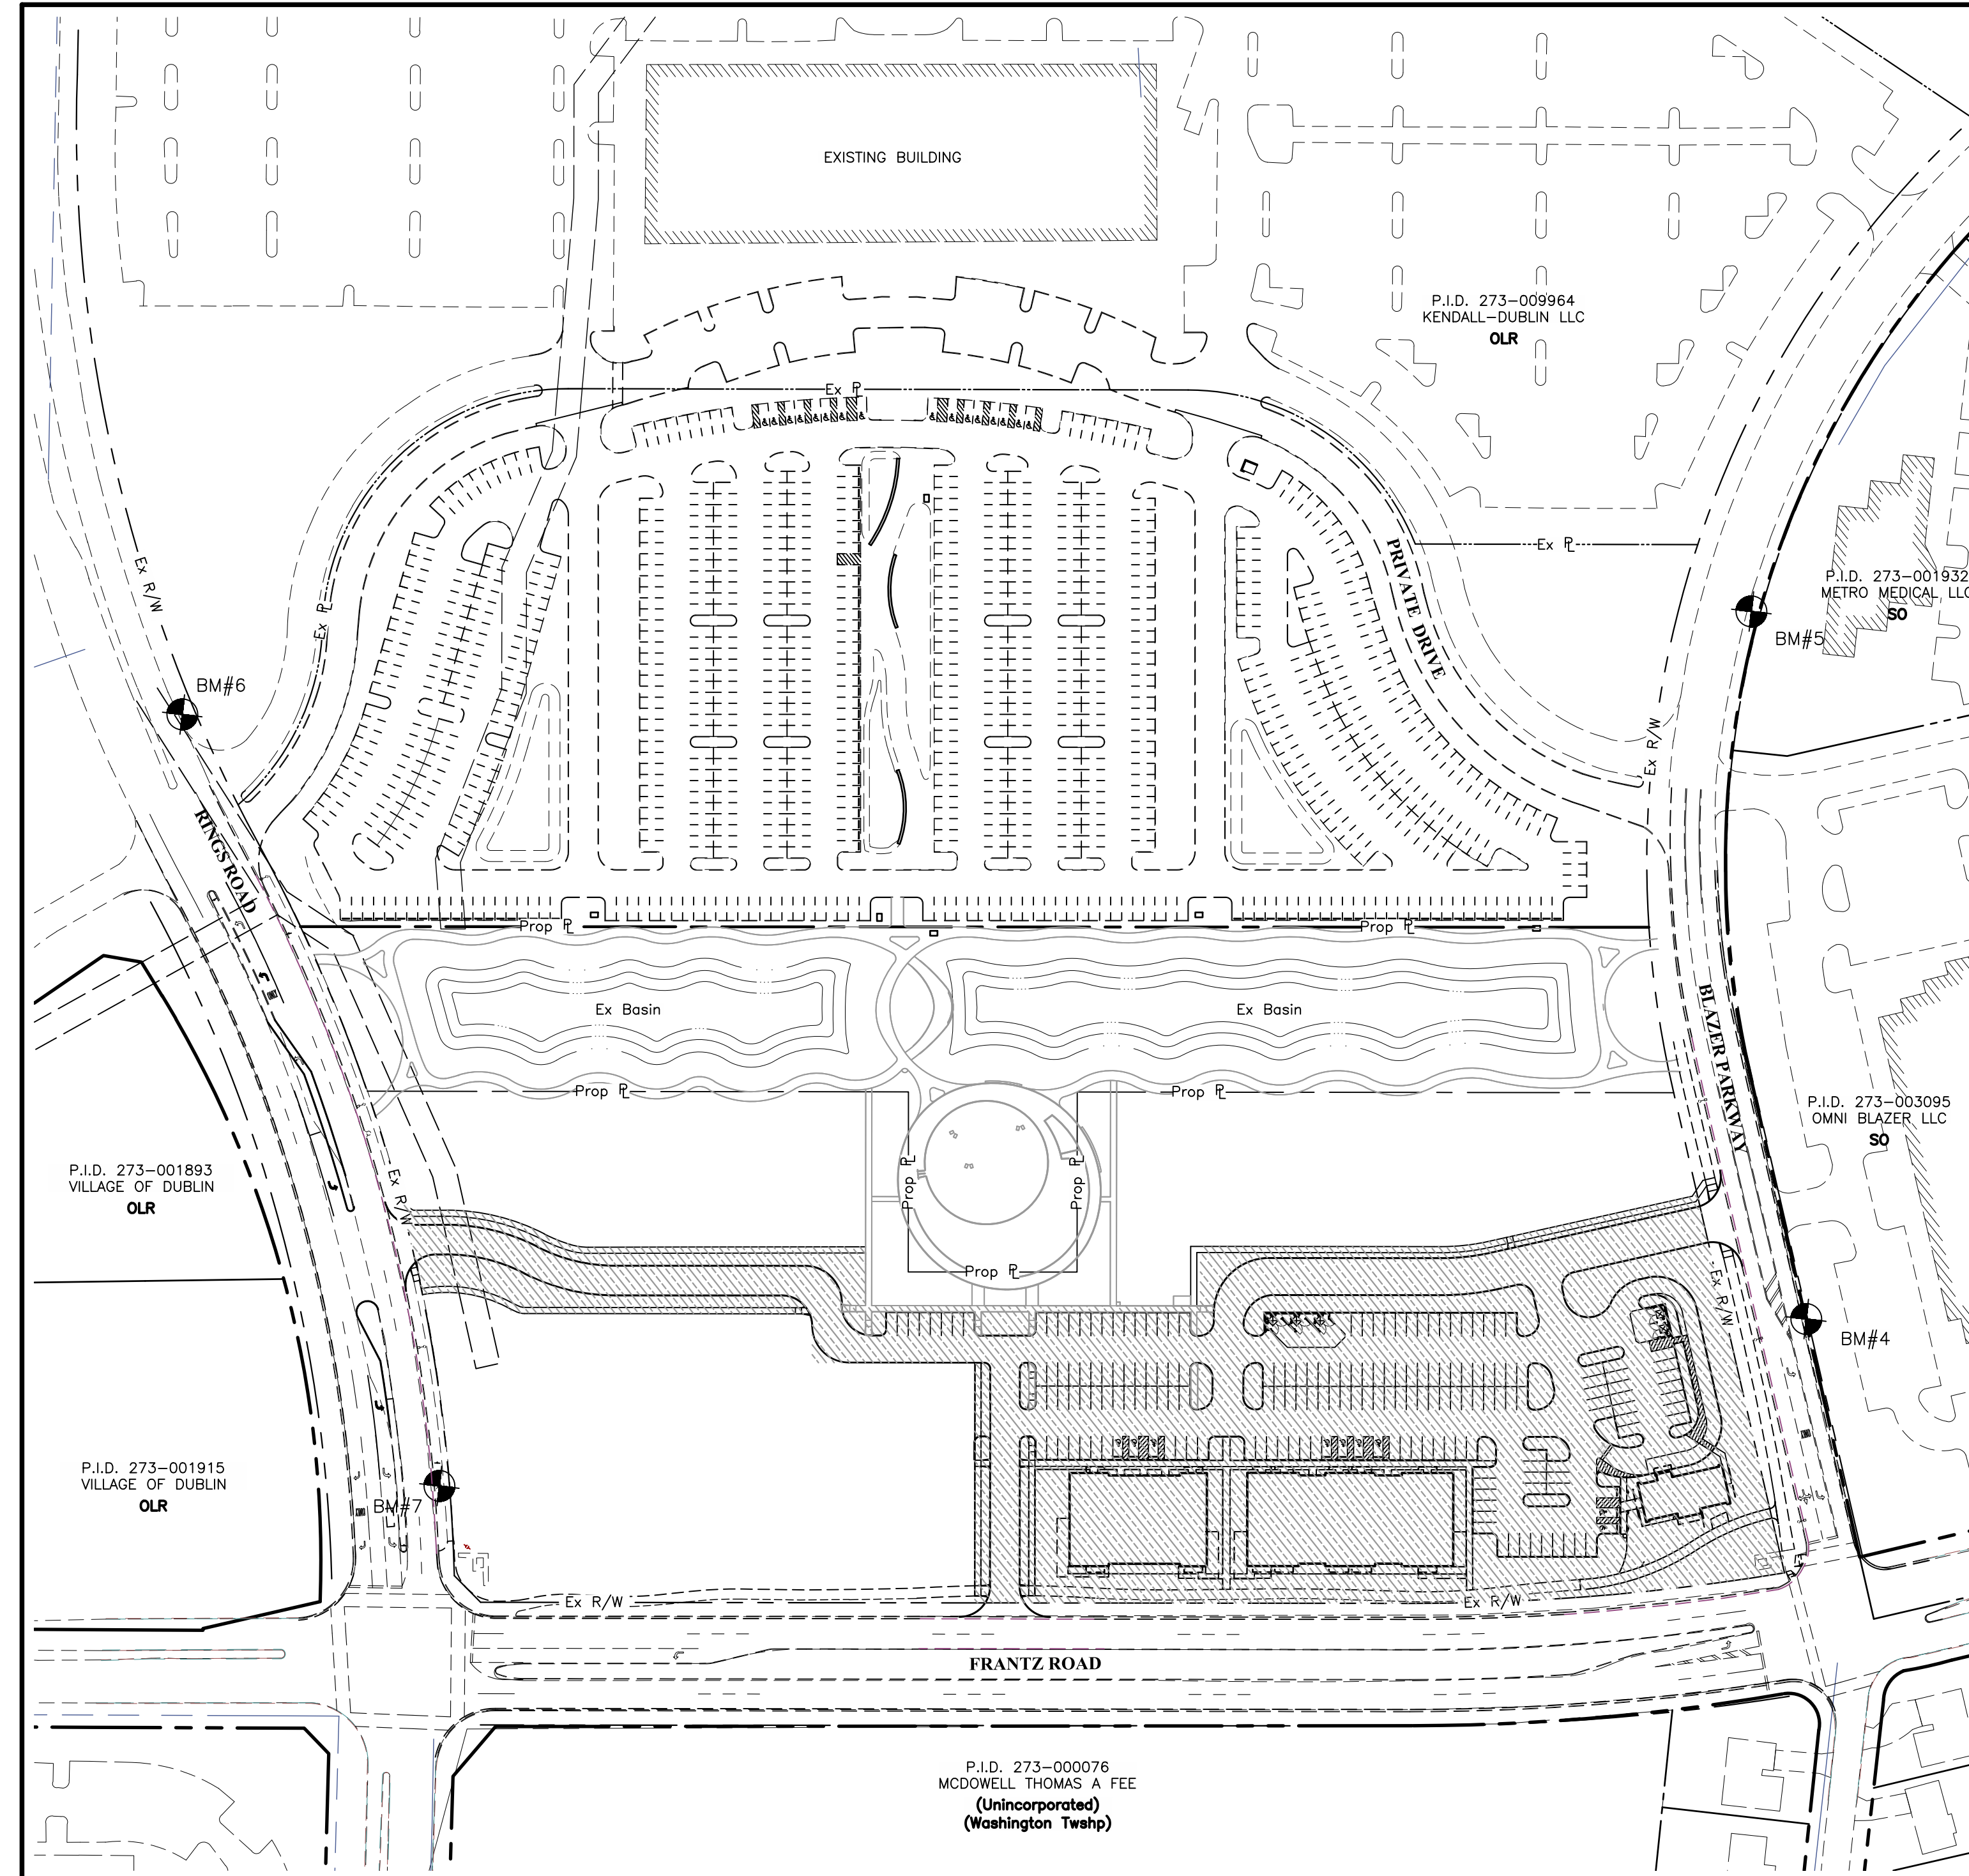 EXISTING BUILDING
P.I.D. 273-009964
KENDALL-DUBLIN LLC
OLR
Ex PL
Ex PL
Ex R/W
Ex PL
PRIVATE DRIVE
P.I.D. 273-001932
METRO MEDICAL LLC
SO
BM#5
BM#6
Ex R/W
RINGS ROAD
Prop PL
Prop PL
Ex Basin
Ex Basin
BLAZER PARKWAY
Prop PL
Prop PL
P.I.D. 273-003095
OMNI BLAZER LLC
SO
P.I.D. 273-001893
VILLAGE OF DUBLIN
OLR
Ex R/W
Prop PL
Prop PL
Prop PL
Ex R/W
BM#4
P.I.D. 273-001915
VILLAGE OF DUBLIN
OLR
BM#7
Ex R/W
Ex R/W
FRANTZ ROAD
P.I.D. 273-000076
MCDOWELL THOMAS A FEE
(Unincorporated)
(Washington Twshp)